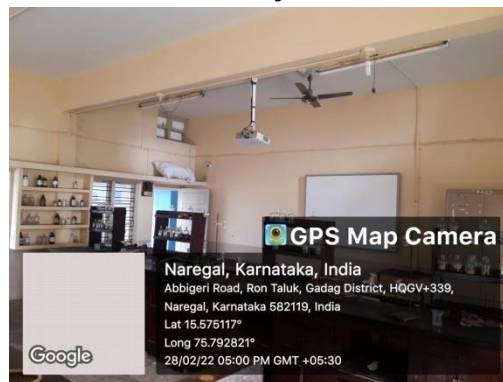 GPS Map Camera
Naregal, Karnataka, India
Abbigeri Road, Ron Taluk, Gadag District, HQGV+339,
Naregal, Karnataka 582119, India
Lat 15.575117°
Long 75.792821°
28/02/22 05:00 PM GMT +05:30
Google